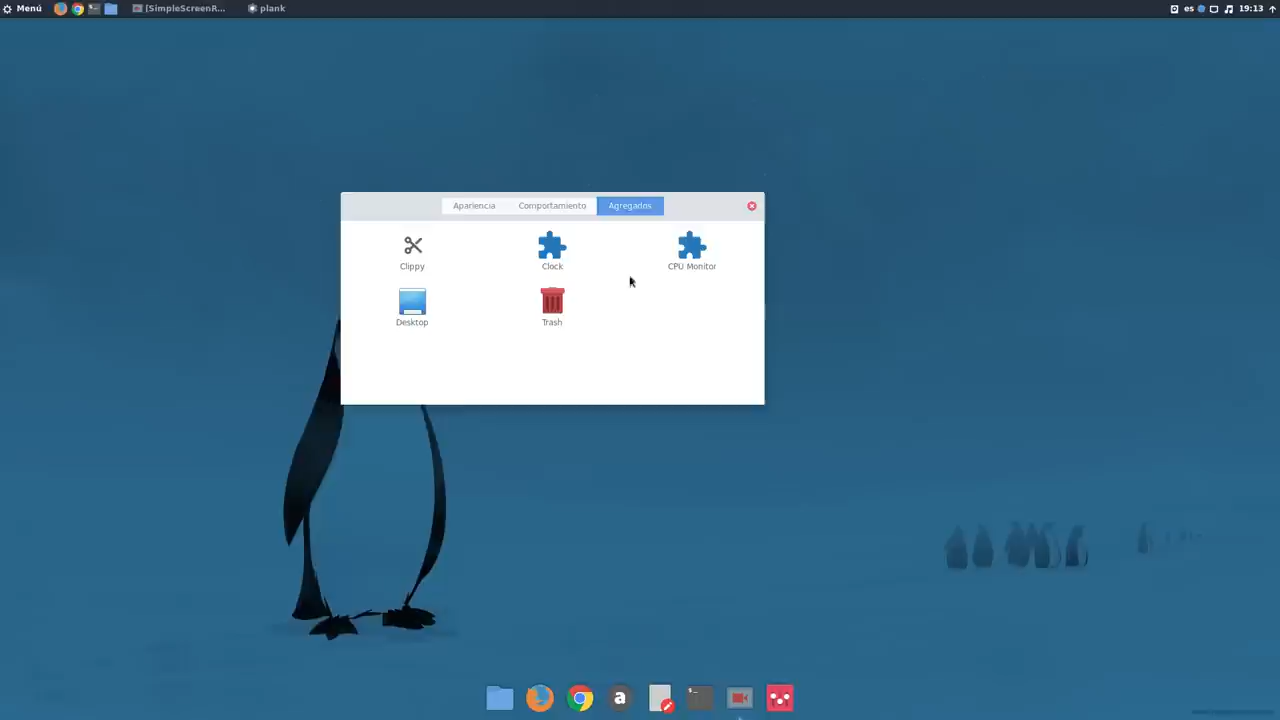 Menú [SimpleScreenR... plank es 19:13
Apariencia Comportamiento Agregados
Clippy Clock CPU Monitor
Desktop Trash
a